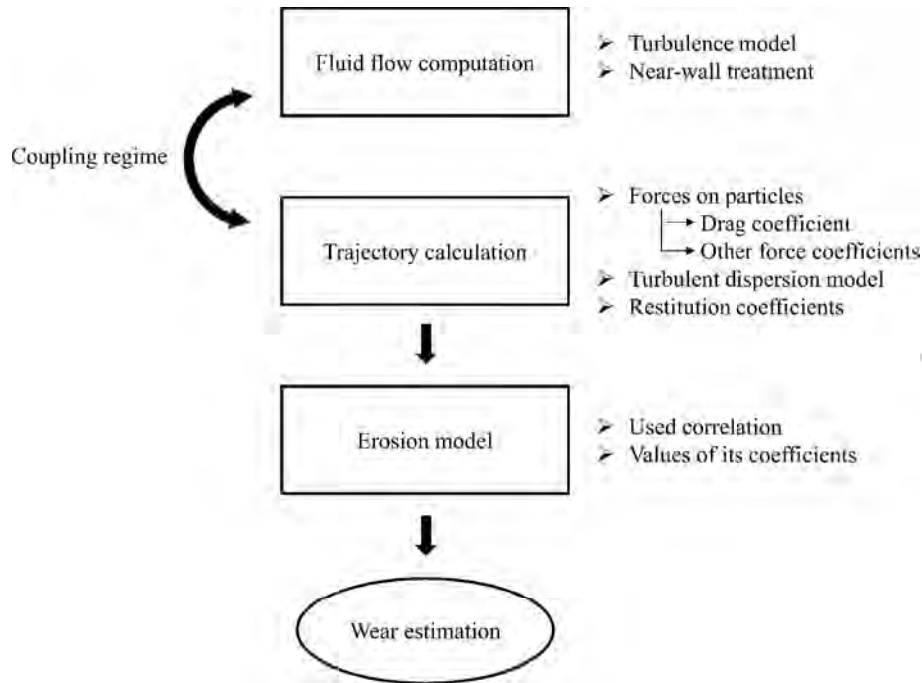 Fluid flow computation
➤ Turbulence model
➤ Near-wall treatment
Coupling regime
Trajectory calculation
➤ Forces on particles
Drag coefficient
Other force coefficients
➤ Turbulent dispersion model
➤ Restitution coefficients
Erosion model
➤ Used correlation
➤ Values of its coefficients
Wear estimation